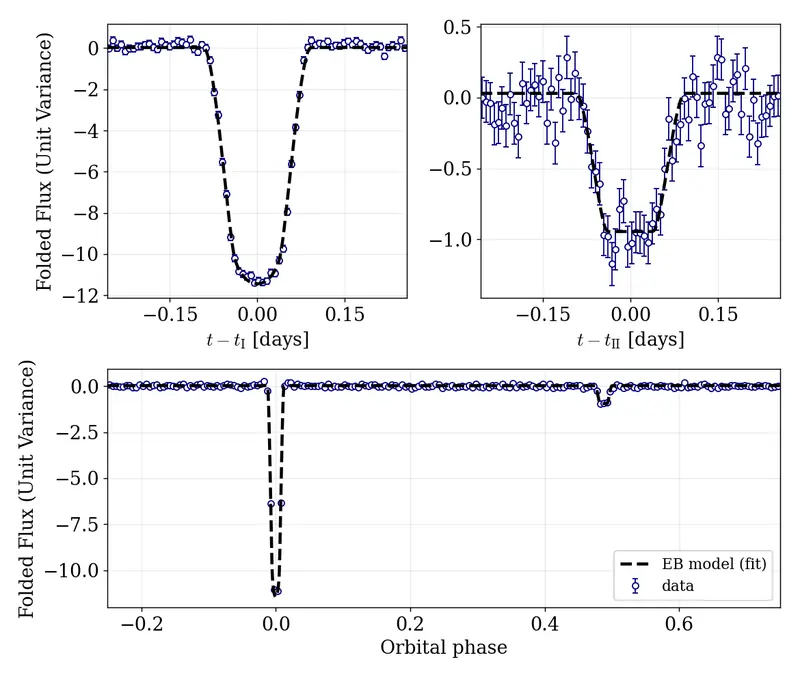 Folded Flux (Unit Variance)
0
−2
−4
−6
−8
−10
−12
−0.15 0.00 0.15
t − tI [days]
0.5
0.0
−0.5
−1.0
−0.15 0.00 0.15
t − tII [days]
Folded Flux (Unit Variance)
0.0
−2.5
−5.0
−7.5
−10.0
−0.2 0.0 0.2 0.4 0.6
Orbital phase
EB model (fit)
data